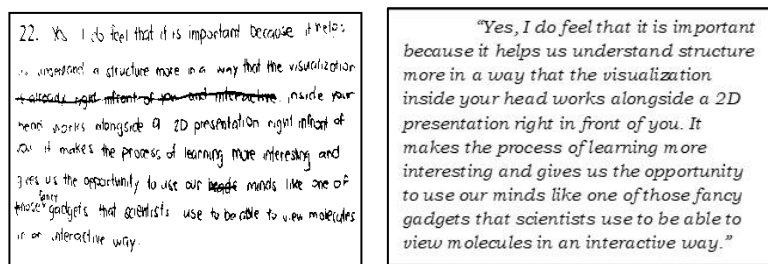 22. Yes I do feel that it is important because it helps
us understand a structure more in a way that the visualization
is already right infront of you and interactive inside your
head works alongside a 2D presentation right infront of
you. it makes the process of learning more interesting and
gives us the opportunity to use our minds like one of
those fancy gadgets that scientists use to be able to view molecules
in an interactive way.
“Yes, I do feel that it is important
because it helps us understand structure
more in a way that the visualization
inside your head works alongside a 2D
presentation right in front of you. It
makes the process of learning more
interesting and gives us the opportunity
to use our minds like one of those fancy
gadgets that scientists use to be able to
view molecules in an interactive way.”